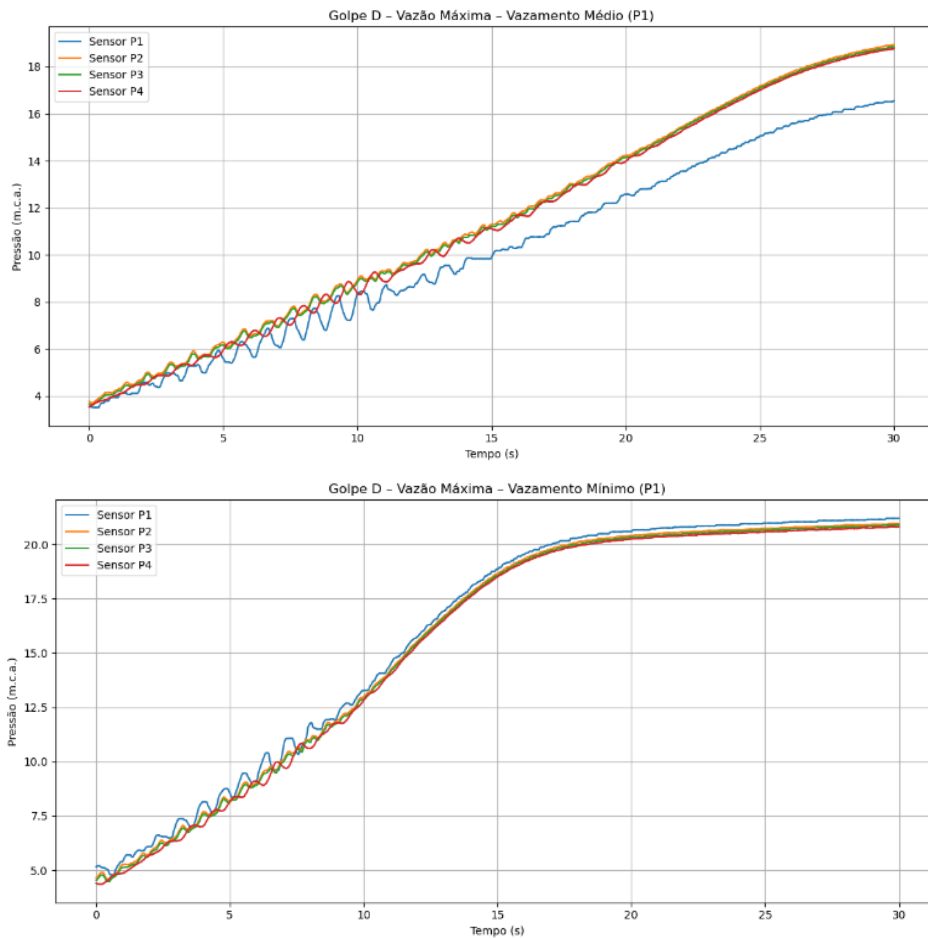 Golpe D – Vazão Máxima – Vazamento Médio (P1)
Sensor P1
Sensor P2
Sensor P3
Sensor P4
18
16
14
12
10
8
6
4
Pressão (m.c.a.)
0 5 10 15 20 25 30
Tempo (s)
Golpe D – Vazão Máxima – Vazamento Mínimo (P1)
Sensor P1
Sensor P2
Sensor P3
Sensor P4
20.0
17.5
15.0
12.5
10.0
7.5
5.0
Pressão (m.c.a.)
0 5 10 15 20 25 30
Tempo (s)